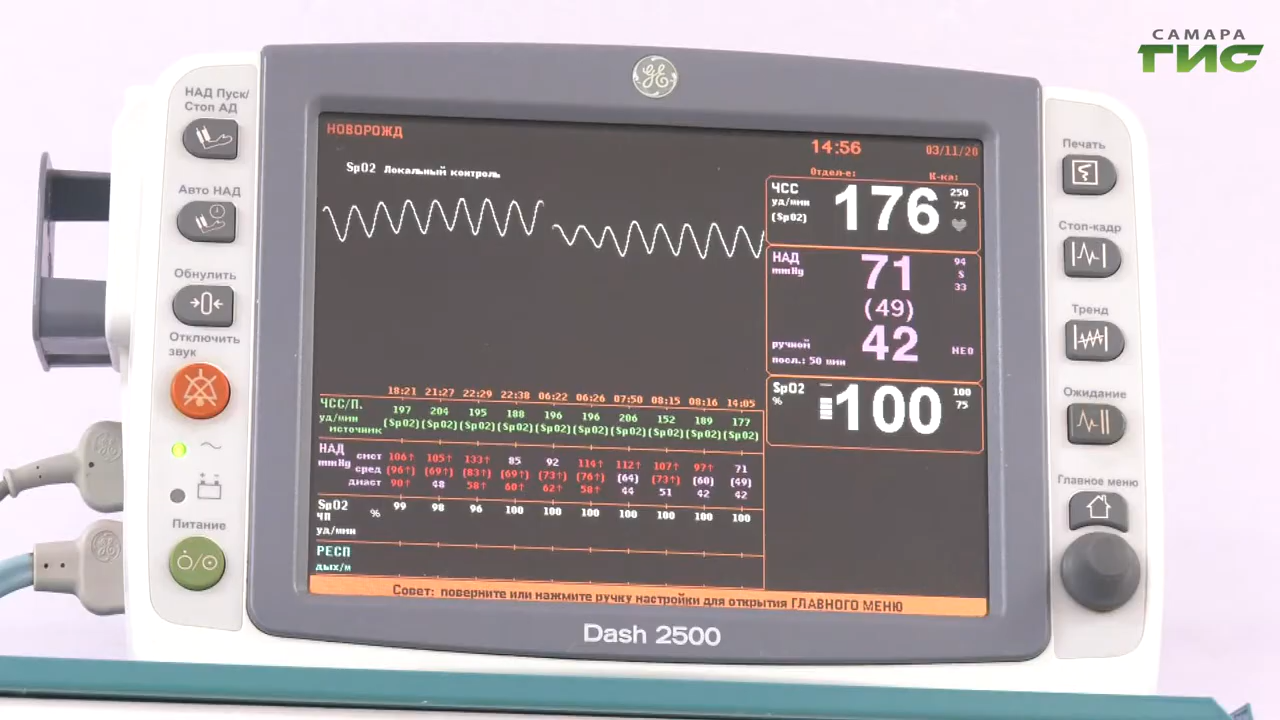 САМАРА
ГИС
НАД Пуск/
Стоп АД
Авто НАД
Обнулить
Отключить
звук
Питание
GE
НОВОРОЖД
14:56
03/11/20
Отдел-е:
К-ка:
SpO2 Локальный контроль
ЧСС
уд/мин
(SpO2)
176
250
75
НАД
mmHg
71
(49)
42
94
S
33
ручной
посл.: 50 мин
НЕО
SpO2
%
100
100
75
18:21 21:27 22:29 22:38 06:22 06:26 07:50 08:15 08:16 14:05
ЧСС/П. 197 204 195 188 196 196 206 152 189 177
уд/мин
источник (SpO2) (SpO2) (SpO2) (SpO2) (SpO2) (SpO2) (SpO2) (SpO2) (SpO2) (SpO2)
НАД
mmHg
сист 106↑ 105↑ 133↑ 85 92 114↑ 112↑ 107↑ 97↑ 71
сред (96↑) (69↑) (83↑) (69↑) (73↑) (76↑) (64) (73↑) (60) (49)
диаст 90↑ 48 58↑ 60↑ 62↑ 58↑ 44 51 42 42
SpO2 % 99 98 96 100 100 100 100 100 100 100
ЧП
уд/мин
РЕСП
дых/м
Совет: поверните или нажмите ручку настройки для открытия ГЛАВНОГО МЕНЮ
Dash 2500
Печать
Стоп-кадр
Тренд
Ожидание
Главное меню